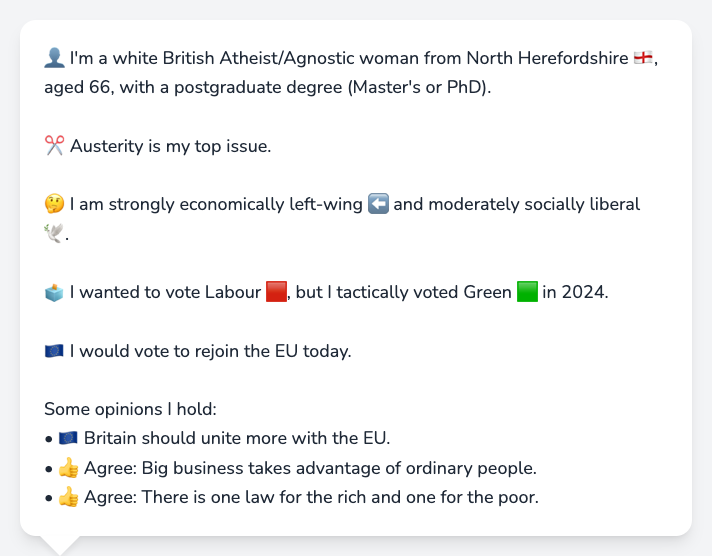 👤 I'm a white British Atheist/Agnostic woman from North Herefordshire 🏴󠁧󠁢󠁥󠁮󠁧󠁿,
aged 66, with a postgraduate degree (Master's or PhD).
✂️ Austerity is my top issue.
🤔 I am strongly economically left-wing ⬅️ and moderately socially liberal
🕊️.
🗳️ I wanted to vote Labour 🟥, but I tactically voted Green 🟩 in 2024.
🇪🇺 I would vote to rejoin the EU today.
Some opinions I hold:
• 🇪🇺 Britain should unite more with the EU.
• 👍 Agree: Big business takes advantage of ordinary people.
• 👍 Agree: There is one law for the rich and one for the poor.